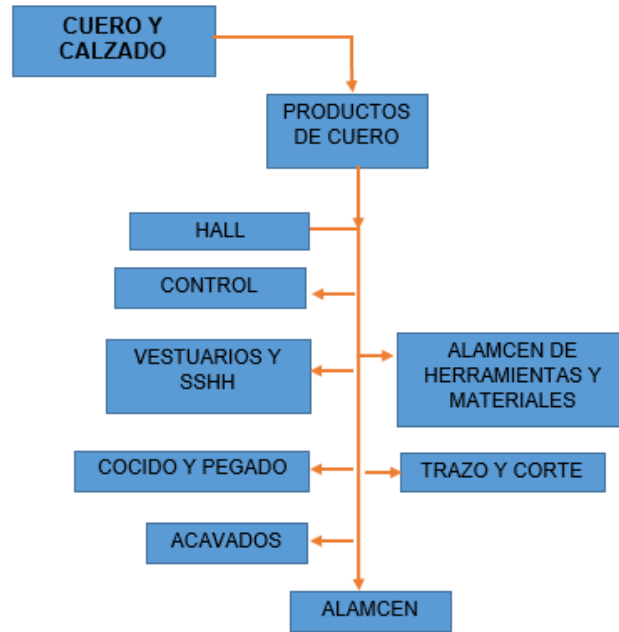 CUERO Y
CALZADO
PRODUCTOS
DE CUERO
HALL
CONTROL
VESTUARIOS Y
SSHH
ALAMCEN DE
HERRAMIENTAS Y
MATERIALES
COCIDO Y PEGADO
TRAZO Y CORTE
ACAVADOS
ALAMCEN